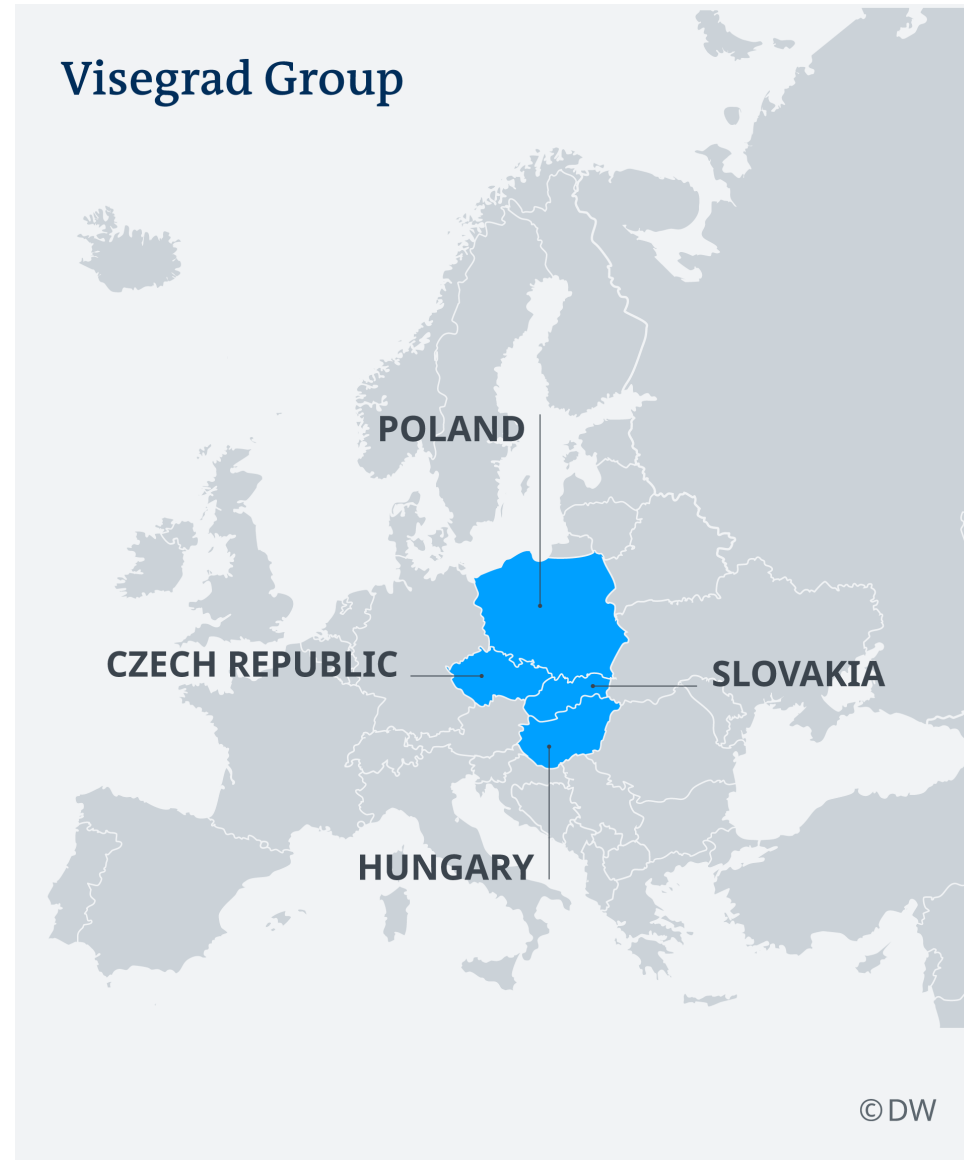 Visegrad Group
POLAND
CZECH REPUBLIC
SLOVAKIA
HUNGARY
©DW